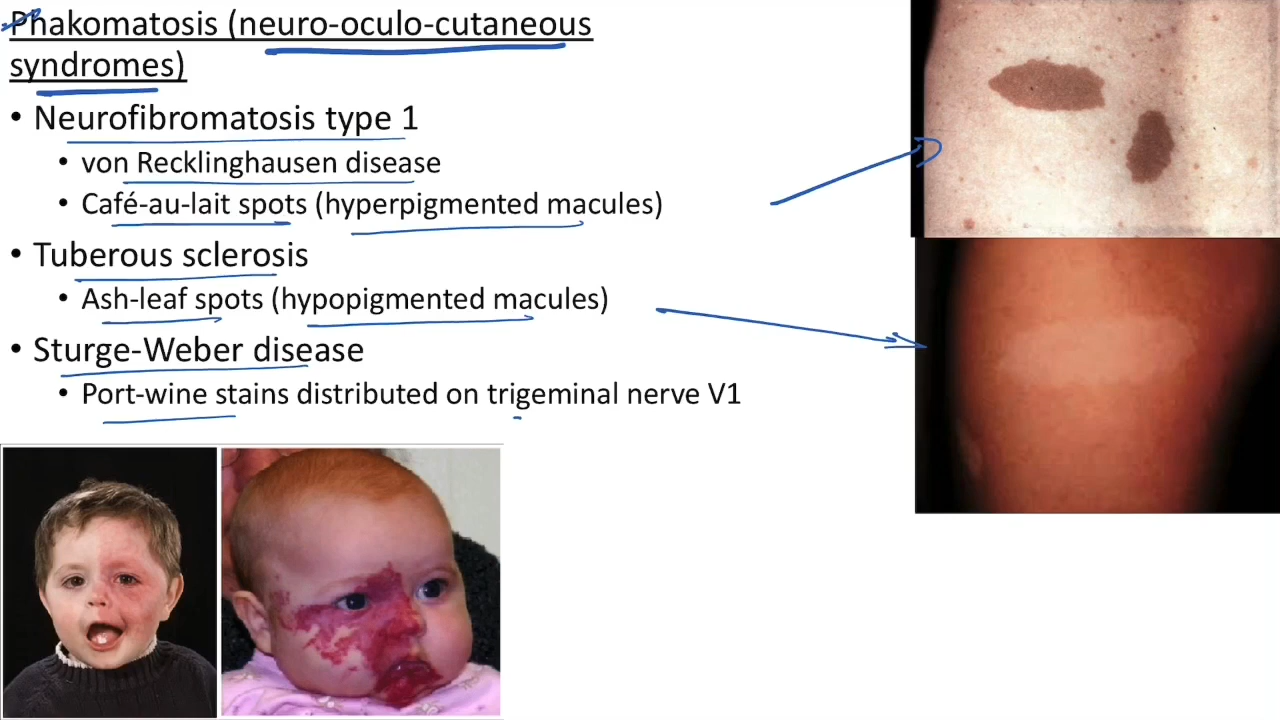 Phakomatosis (neuro-oculo-cutaneous
syndromes)
• Neurofibromatosis type 1
• von Recklinghausen disease
• Café-au-lait spots (hyperpigmented macules)
• Tuberous sclerosis
• Ash-leaf spots (hypopigmented macules)
• Sturge-Weber disease
• Port-wine stains distributed on trigeminal nerve V1